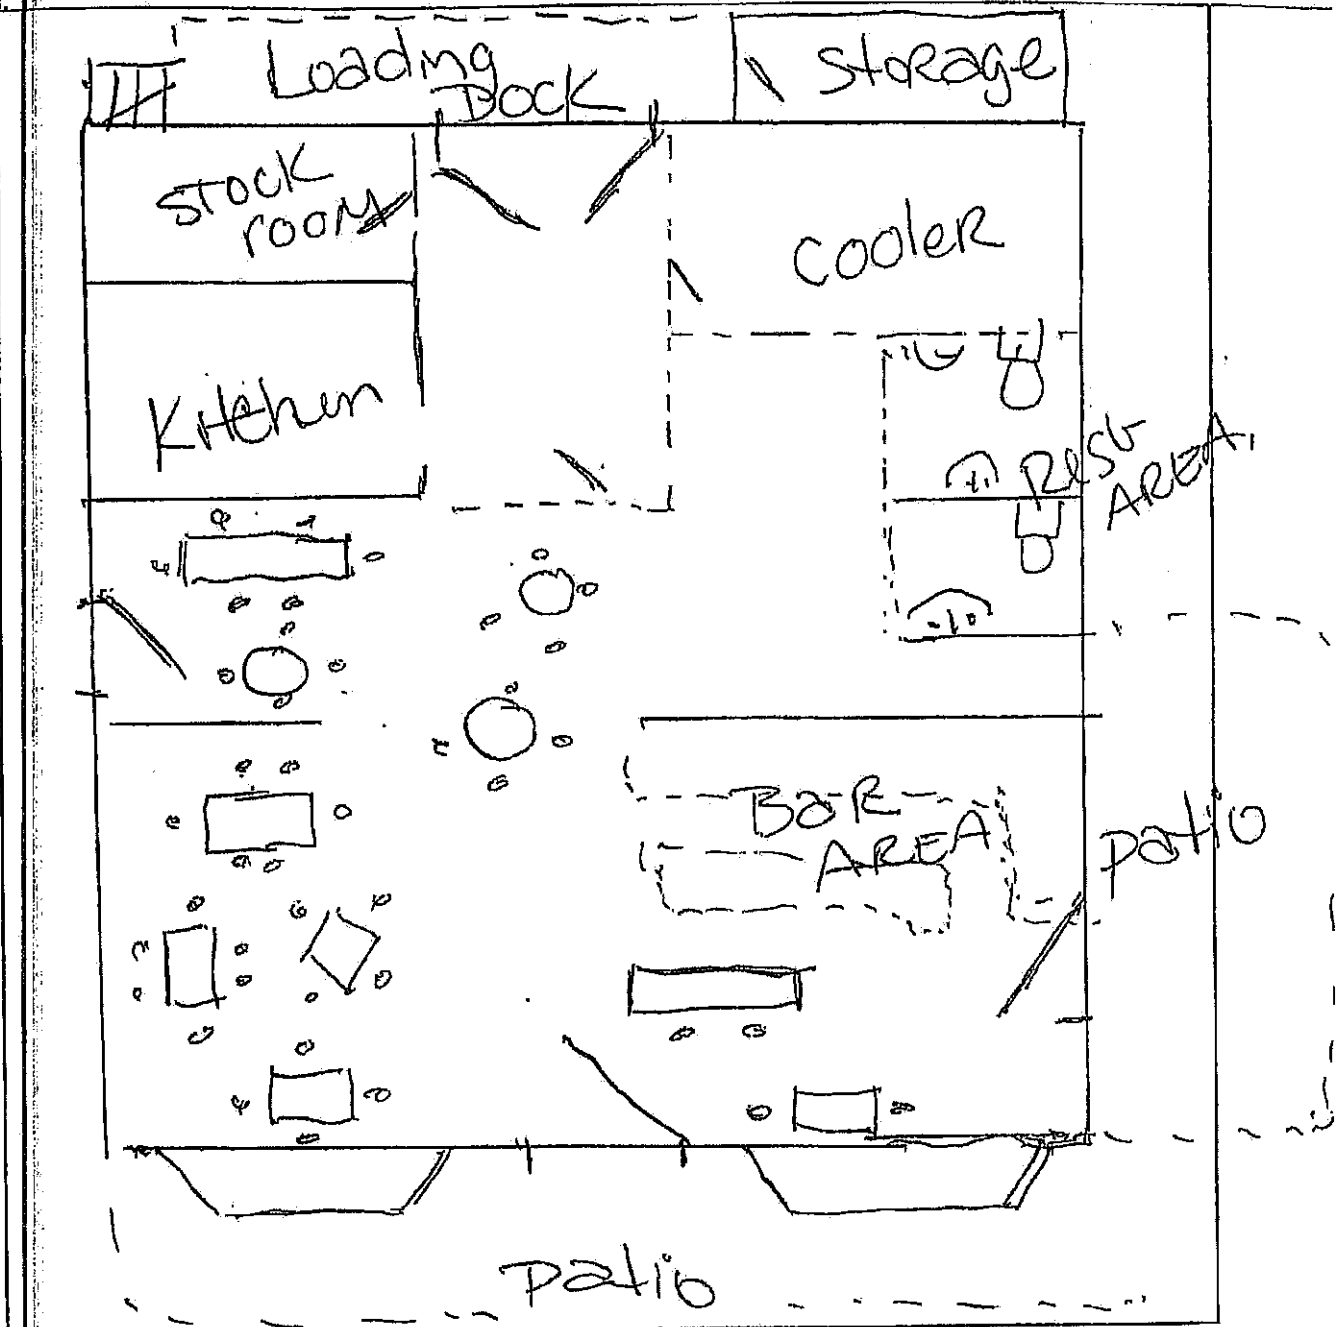 Loading
Dock
Storage
Stock
room
Cooler
Kitchen
Rest
AREA
BaR
AREA
Patio
Patio